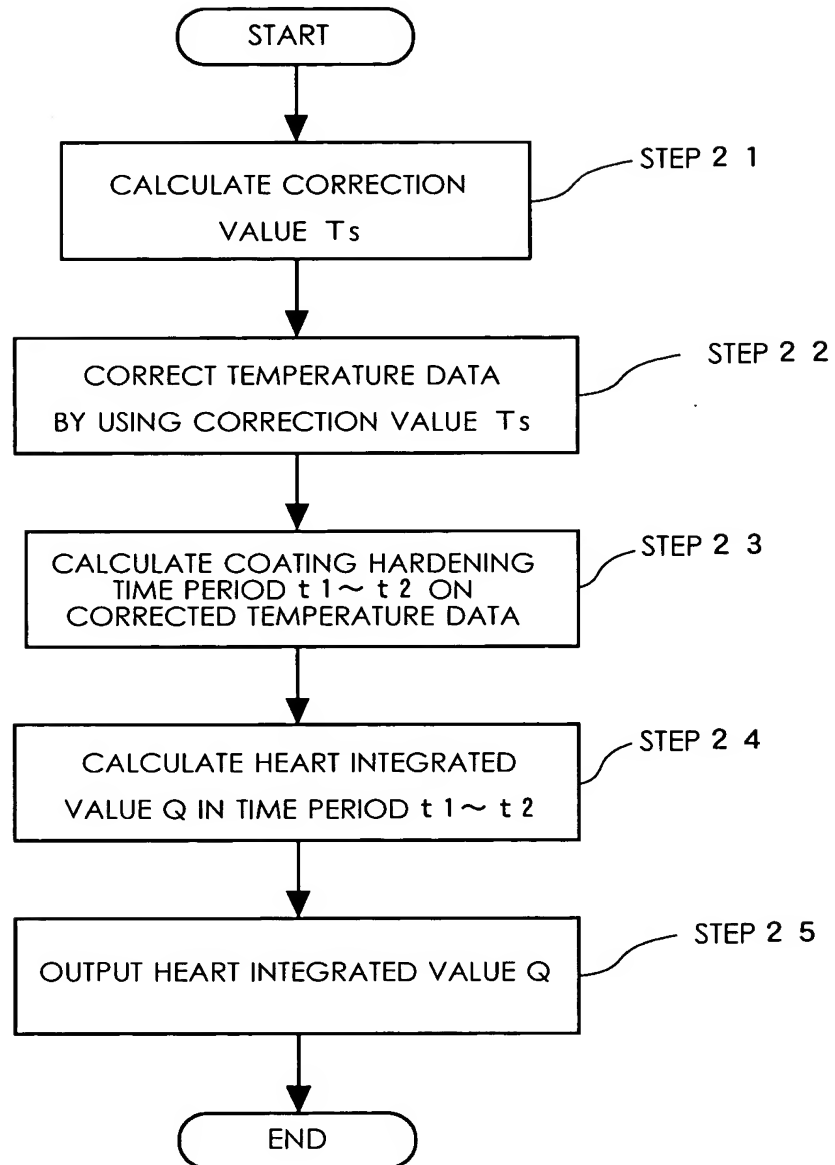 START
CALCULATE CORRECTION
VALUE Ts
STEP 2 1
CORRECT TEMPERATURE DATA
BY USING CORRECTION VALUE Ts
STEP 2 2
CALCULATE COATING HARDENING
TIME PERIOD t 1～ t 2 ON
CORRECTED TEMPERATURE DATA
STEP 2 3
CALCULATE HEART INTEGRATED
VALUE Q IN TIME PERIOD t 1～ t 2
STEP 2 4
OUTPUT HEART INTEGRATED VALUE Q
STEP 2 5
END